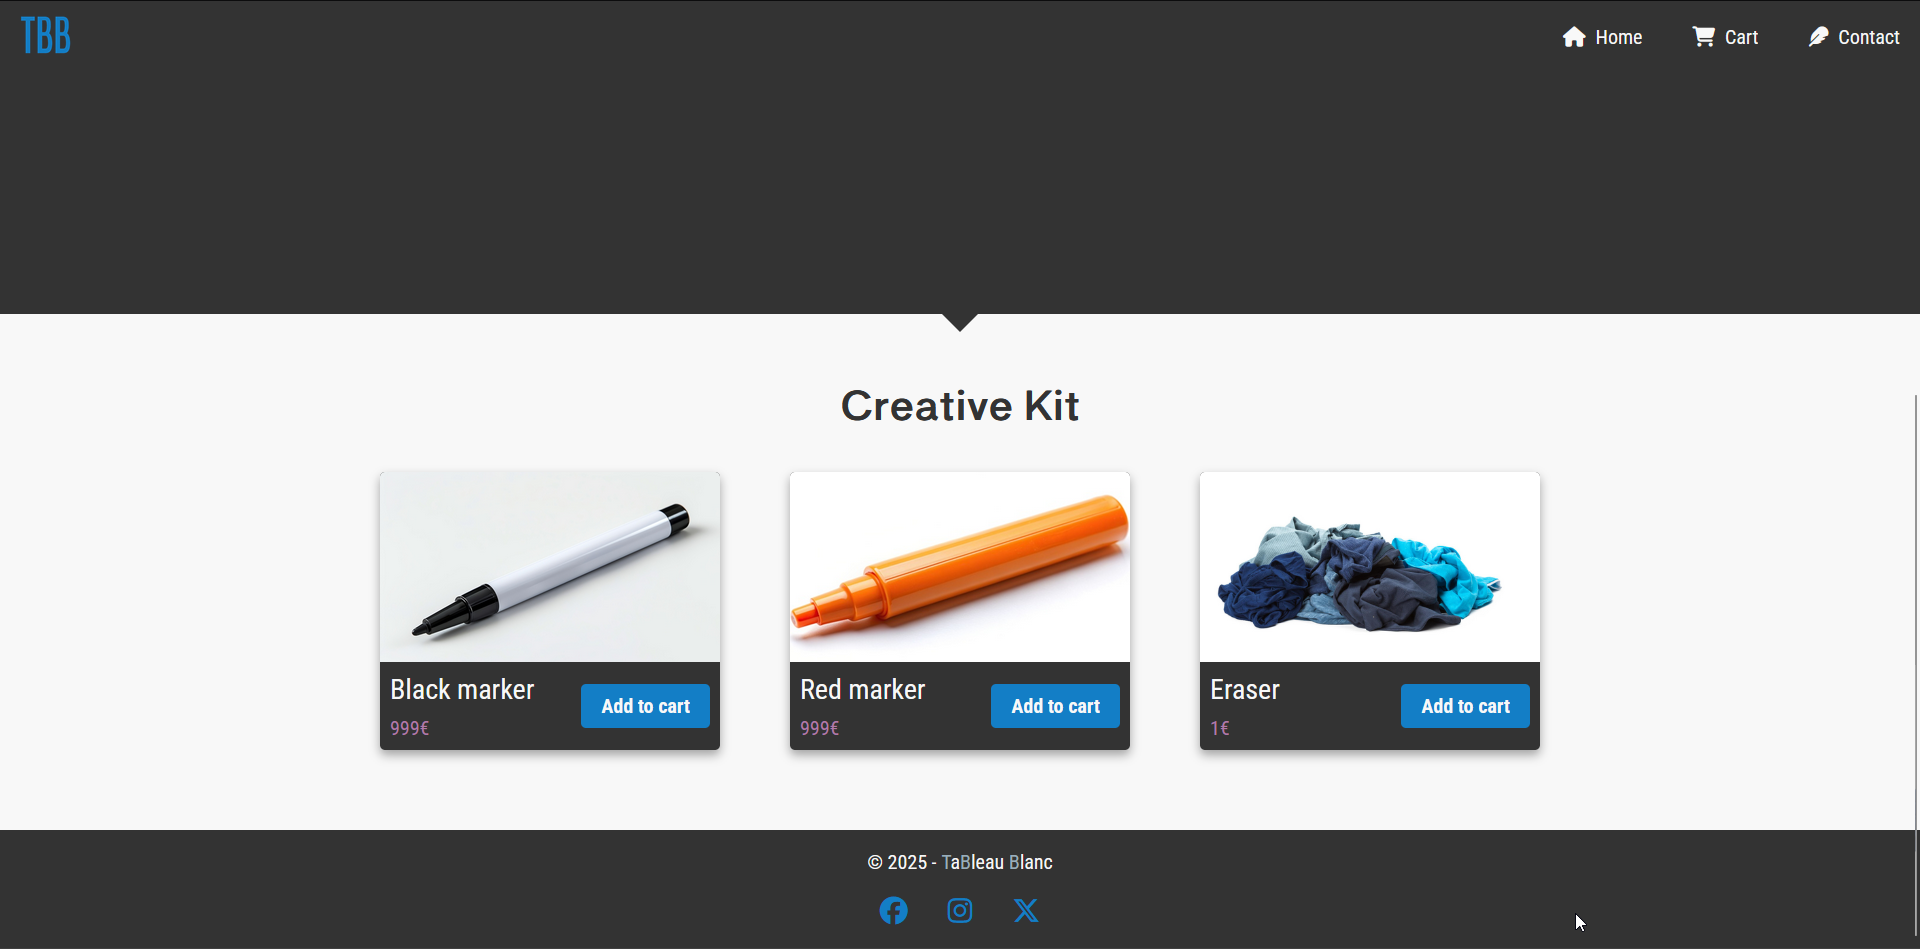 TBB
Home
Cart
Contact
Creative Kit
Black marker
999€
Add to cart
Red marker
999€
Add to cart
Eraser
1€
Add to cart
© 2025 - TaBleau Blanc